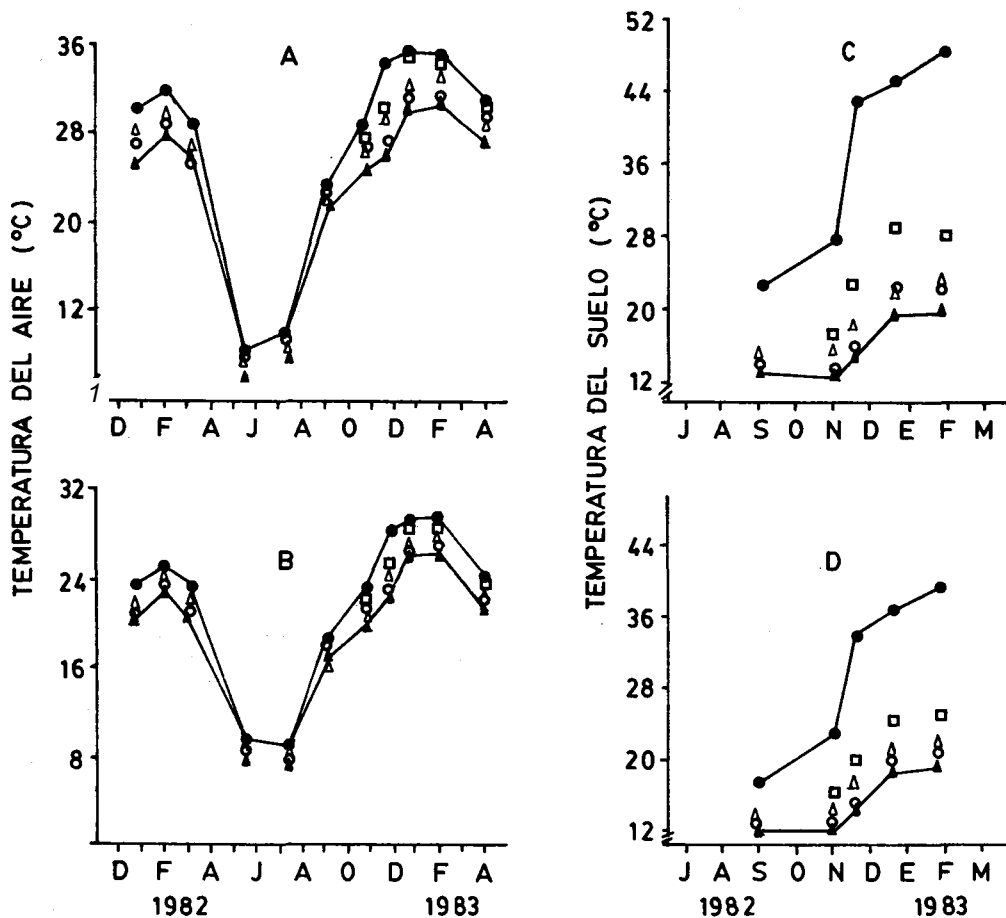 TEMPERATURA DEL AIRE (°C)
A
36
28
20
12
1
D F A J A O D F A
B
32
24
16
8
D F A J A O D F A
1982 1983
TEMPERATURA DEL SUELO (°C)
C
52
44
36
28
20
12
J A S O N D E F M
D
44
36
28
20
12
J A S O N D E F M
1982 1983